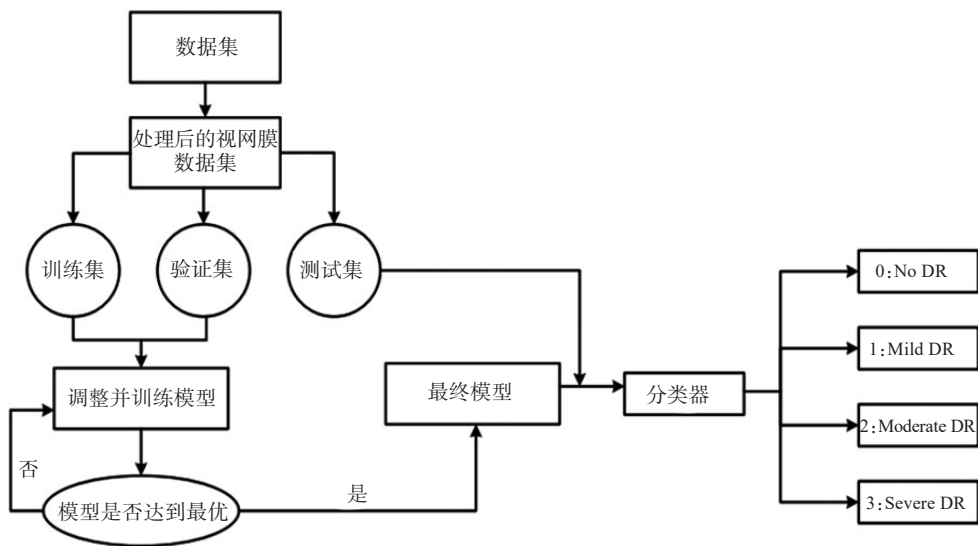 数据集
处理后的视网膜
数据集
训练集
验证集
测试集
0:No DR
1:Mild DR
调整并训练模型
最终模型
分类器
2:Moderate DR
否
是
模型是否达到最优
3:Severe DR